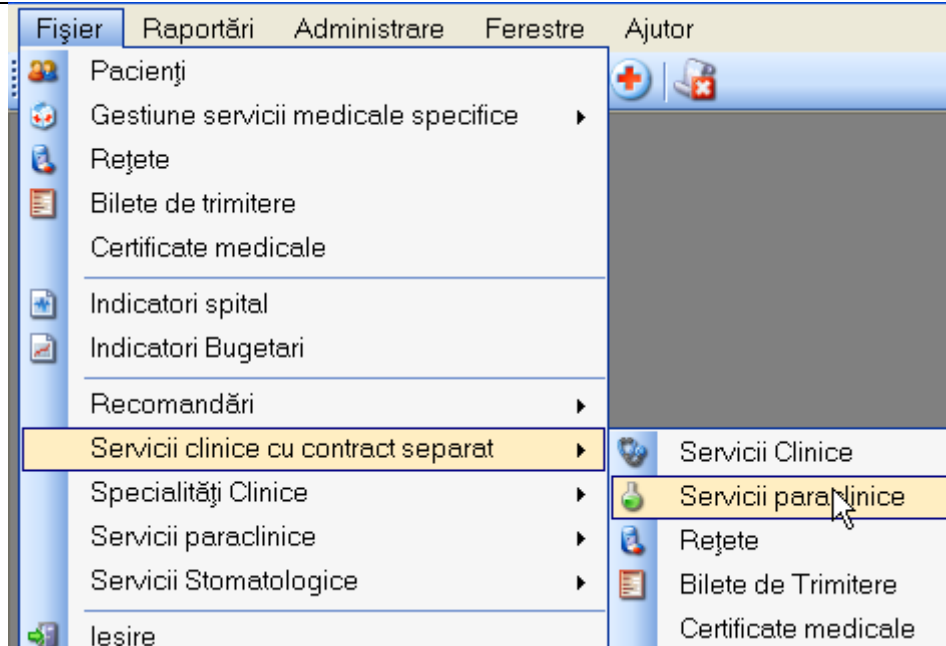 Fişier Raportări Administrare Ferestre Ajutor
Pacienţi
Gestiune servicii medicale specifice
Reţete
Bilete de trimitere
Certificate medicale
Indicatori spital
Indicatori Bugetari
Recomandări
Servicii clinice cu contract separat
Specialităţi Clinice
Servicii paraclinice
Servicii Stomatologice
Iesire
Servicii Clinice
Servicii paraclinice
Reţete
Bilete de Trimitere
Certificate medicale